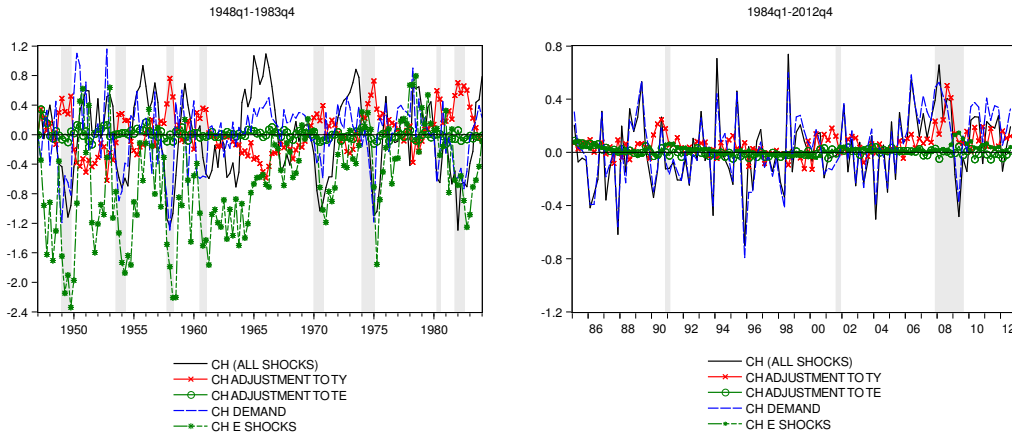 1948q1-1983q4
1.2
0.8
0.4
0.0
-0.4
-0.8
-1.2
-1.6
-2.0
-2.4
1950 1955 1960 1965 1970 1975 1980
CH (ALL SHOCKS)
CH ADJUSTMENT TO TY
CH ADJUSTMENT TO TE
CH DEMAND
CH E SHOCKS
1984q1-2012q4
0.8
0.4
0.0
-0.4
-0.8
-1.2
86 88 90 92 94 96 98 00 02 04 06 08 10 12
CH (ALL SHOCKS)
CH ADJUSTMENT TO TY
CH ADJUSTMENT TO TE
CH DEMAND
CH E SHOCKS